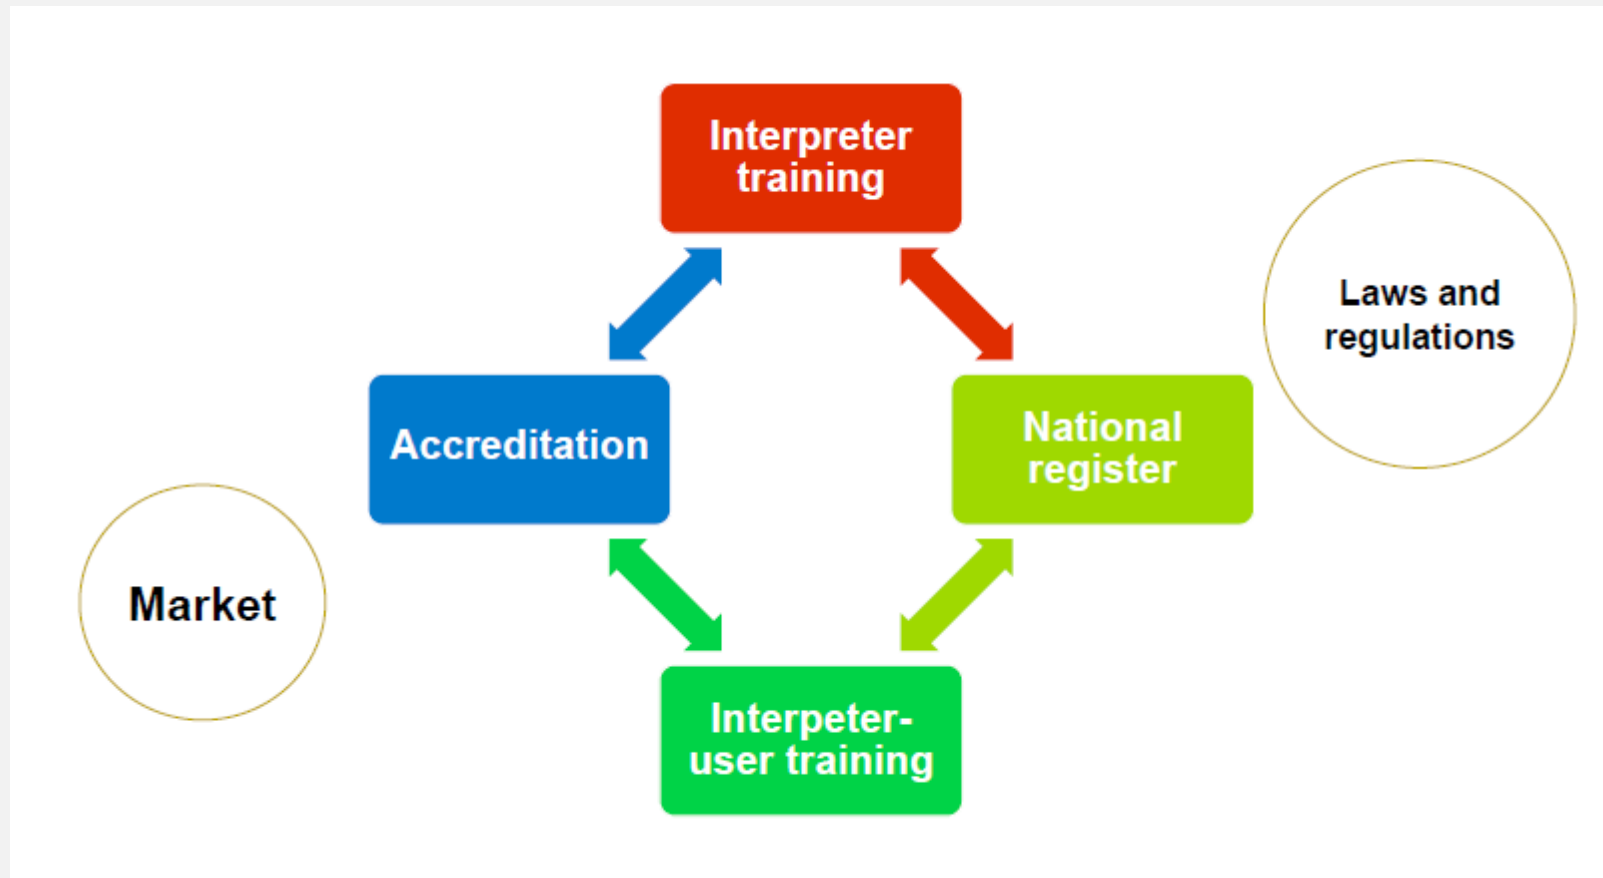 Interpreter
training
Laws and
regulations
Accreditation
National
register
Market
Interpeter-
user training